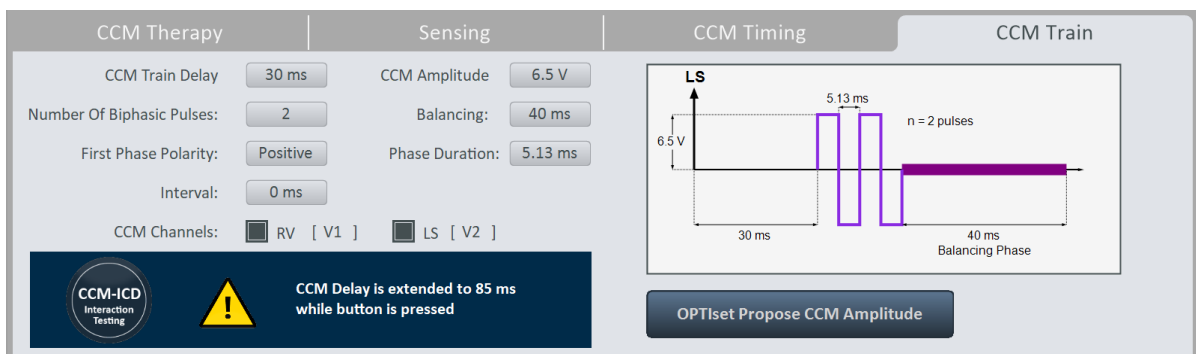 CCM Therapy
Sensing
CCM Timing
CCM Train
CCM Train Delay 30 ms
CCM Amplitude 6.5 V
Number Of Biphasic Pulses: 2
Balancing: 40 ms
First Phase Polarity: Positive
Phase Duration: 5.13 ms
Interval: 0 ms
CCM Channels: RV [ V1 ] LS [ V2 ]
CCM-ICD
Interaction
Testing
!
CCM Delay is extended to 85 ms
while button is pressed
LS
5.13 ms
n = 2 pulses
6.5 V
30 ms
40 ms
Balancing Phase
OPTIset Propose CCM Amplitude